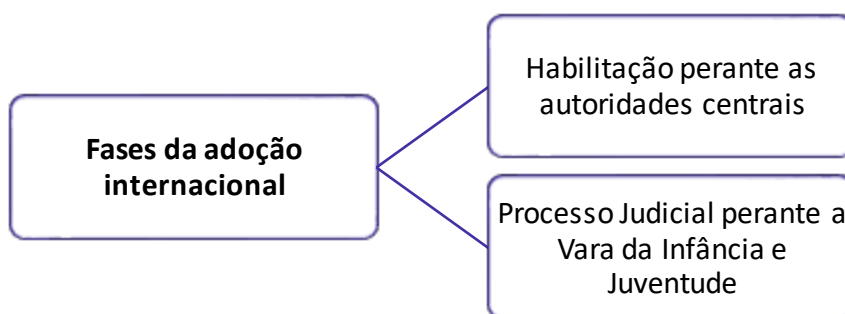 Fases da adoção
internacional
Habilitação perante as
autoridades centrais
Processo Judicial perante a
Vara da Infância e
Juventude